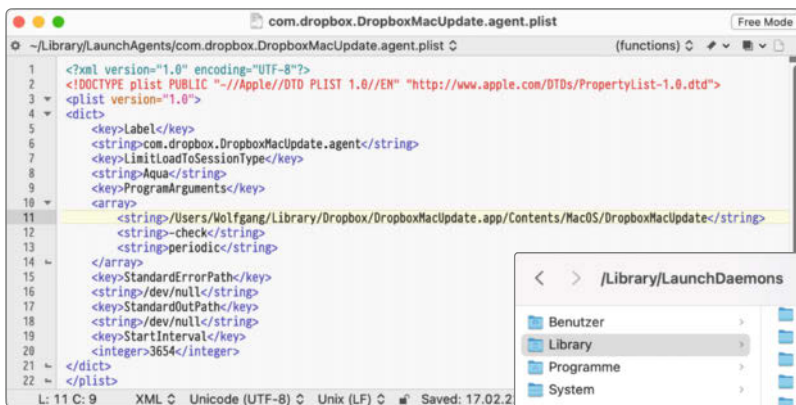 com.dropbox.DropboxMacUpdate.agent.plist
Free Mode
~/Library/LaunchAgents/com.dropbox.DropboxMacUpdate.agent.plist
(functions)
1 <?xml version="1.0" encoding="UTF-8"?>
2 <!DOCTYPE plist PUBLIC "-//Apple//DTD PLIST 1.0//EN" "http://www.apple.com/DTDs/PropertyList-1.0.dtd">
3 <plist version="1.0">
4 <dict>
5 <key>Label</key>
6 <string>com.dropbox.DropboxMacUpdate.agent</string>
7 <key>LimitLoadToSessionType</key>
8 <string>Aqua</string>
9 <key>ProgramArguments</key>
10 <array>
11 <string>/Users/Wolfgang/Library/Dropbox/DropboxMacUpdate.app/Contents/MacOS/DropboxMacUpdate</string>
12 <string>-check</string>
13 <string>periodic</string>
14 </array>
15 <key>StandardErrorPath</key>
16 <string>/dev/null</string>
17 <key>StandardOutPath</key>
18 <string>/dev/null</string>
19 <key>StartInterval</key>
20 <integer>3654</integer>
21 </dict>
22 </plist>
L: 11 C: 9 XML Unicode (UTF-8) Unix (LF) Saved: 17.02.2
/Library/LaunchDaemons
Benutzer
Library
Programme
System